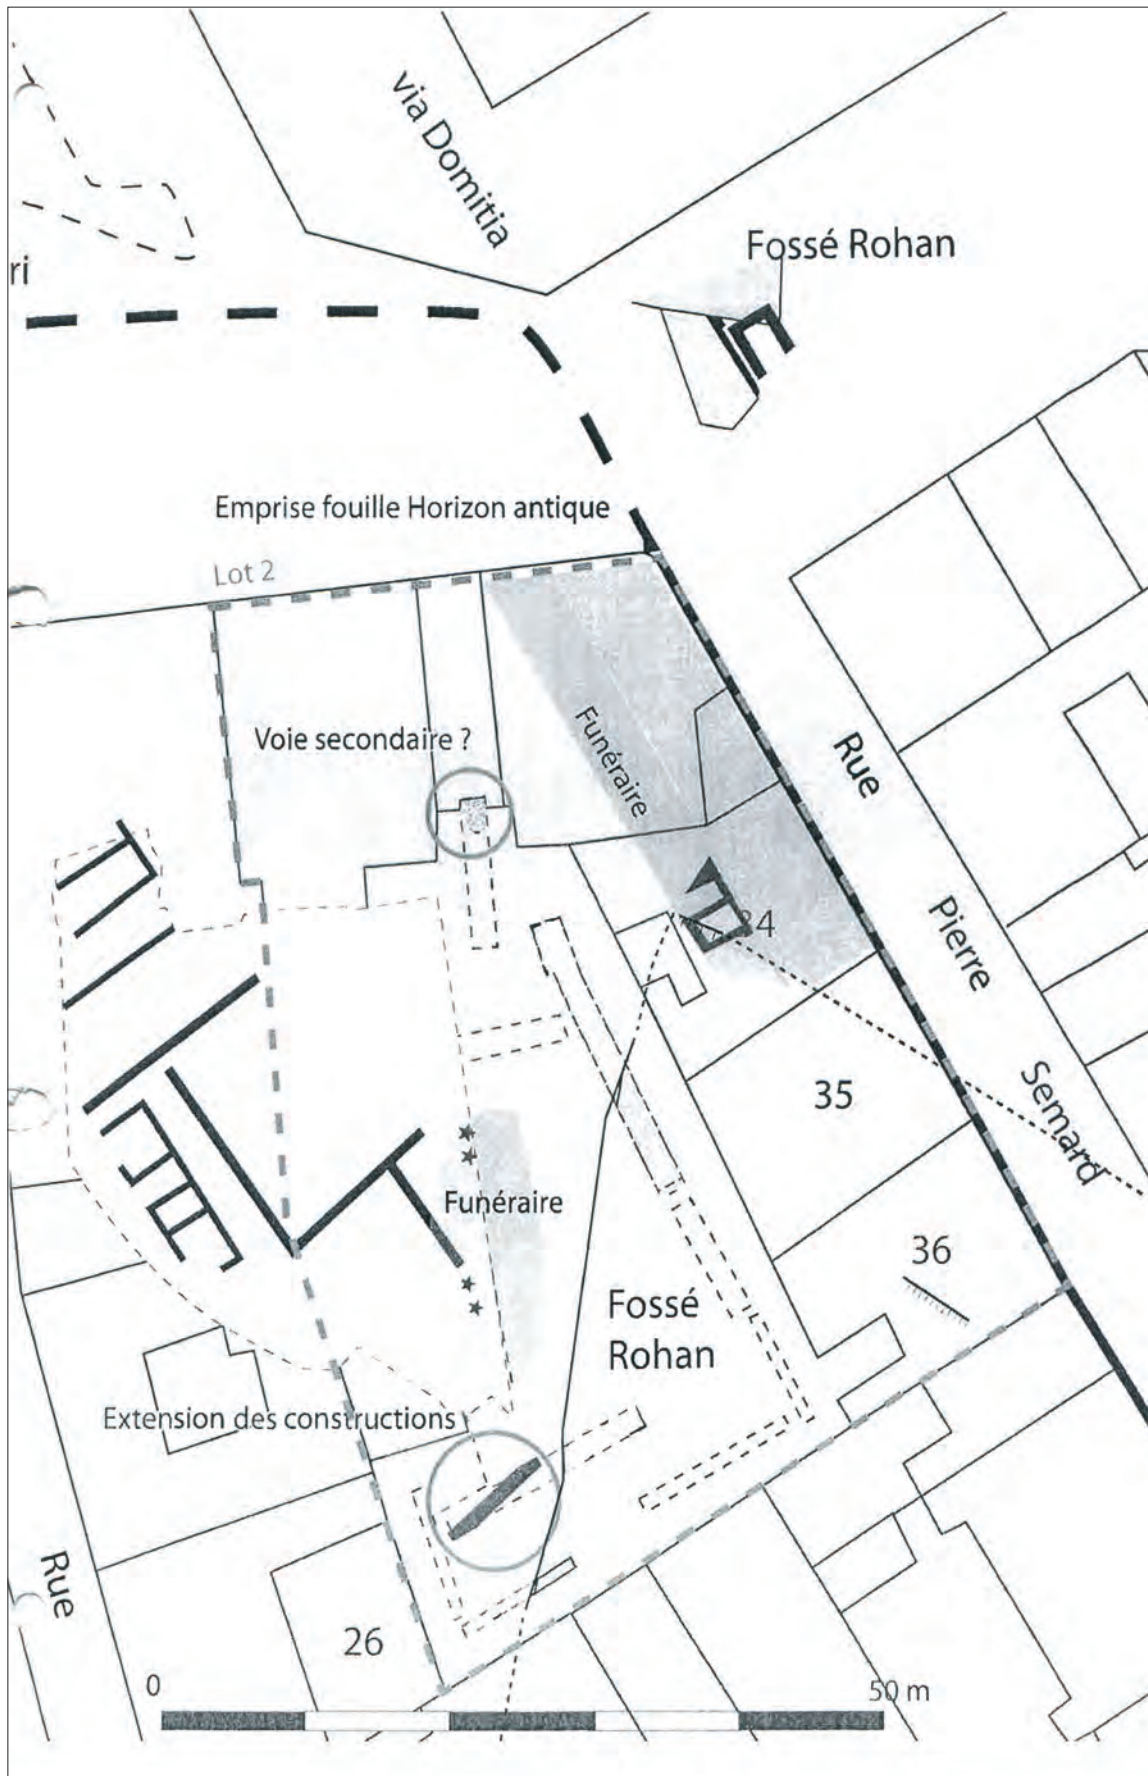 via Domitia
Fossé Rohan
ri
Emprise fouille Horizon antique
Lot 2
Voie secondaire ?
Funéraire
Rue
Pierre
Semard
34
35
Funéraire
36
Fossé
Rohan
Extension des constructions
Rue
26
0
50 m